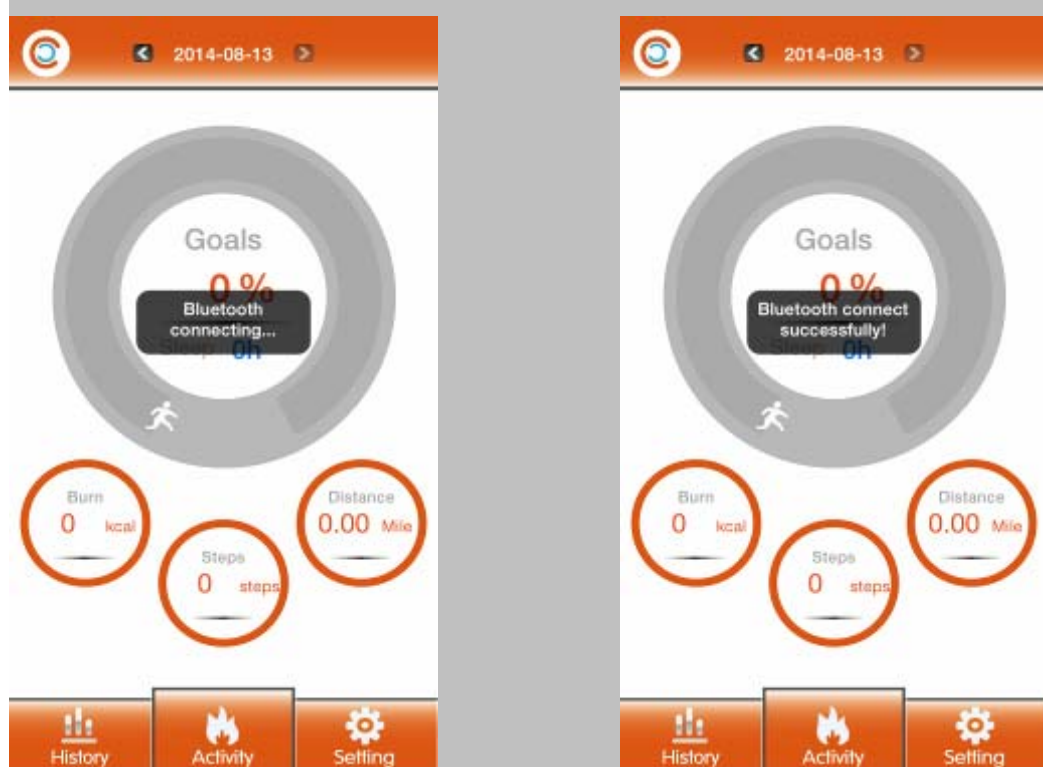 2014-08-13
Goals
0 %
Bluetooth
connecting...
Sleep 0h
Burn
0 kcal
Distance
0.00 Mile
Steps
0 steps
History
Activity
Setting
2014-08-13
Goals
0 %
Bluetooth connect
successfully!
Sleep 0h
Burn
0 kcal
Distance
0.00 Mile
Steps
0 steps
History
Activity
Setting